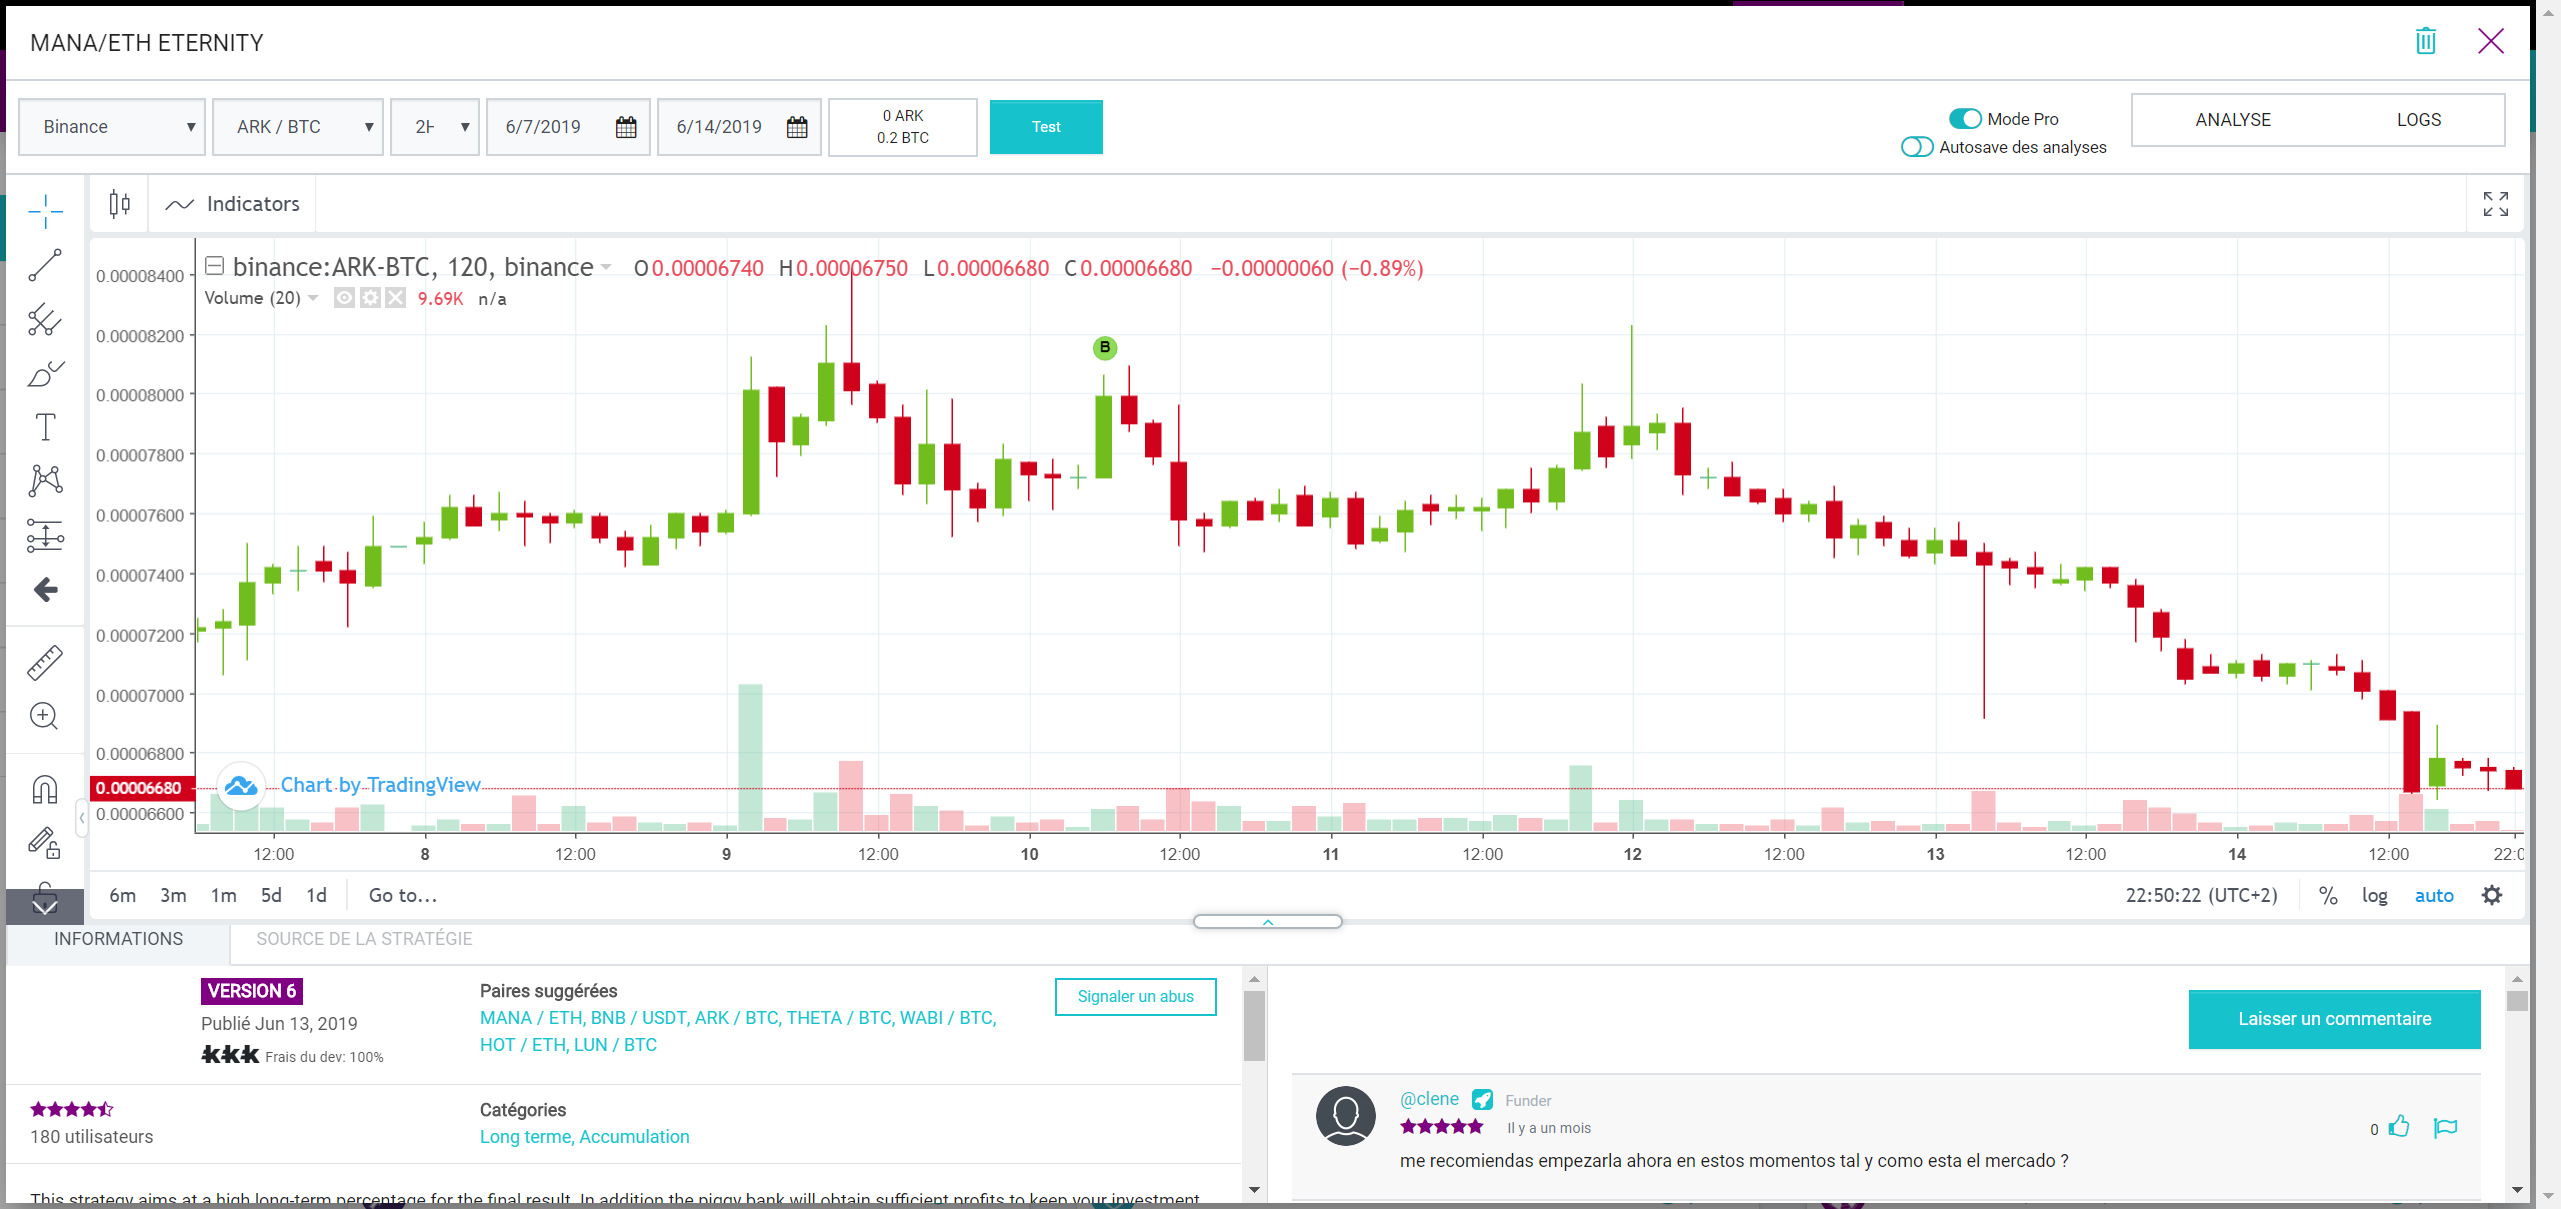 MANA/ETH ETERNITY
Binance
ARK / BTC
6/7/2019
6/14/2019
0 ARK
0.2 BTC
Test
Mode Pro
Autosave des analyses
ANALYSE
LOGS
Indicators
binance:ARK-BTC, 120, binance O 0.00006740 H 0.00006750 L 0.00006680 C 0.00006680 −0.00000060 (−0.89%)
Volume (20) 9.69K n/a
0.00008400
0.00008200
0.00008000
0.00007800
0.00007600
0.00007400
0.00007200
0.00007000
0.00006800
0.00006680
0.00006600
B
Chart by TradingView
12:00 8 12:00 9 12:00 10 12:00 11 12:00 12 12:00 13 12:00 14 12:00
6m 3m 1m 5d 1d Go to...
22:50:22 (UTC+2) % log auto
INFORMATIONS
SOURCE DE LA STRATÉGIE
VERSION 6
Publié Jun 13, 2019
Frais du dev: 100%
Paires suggérées
MANA / ETH, BNB / USDT, ARK / BTC, THETA / BTC, WABI / BTC,
HOT / ETH, LUN / BTC
Signaler un abus
180 utilisateurs
Catégories
Long terme, Accumulation
This strategy aims at a high long-term percentage for the final result. In addition the piggy bank will obtain sufficient profits to keep your investment
Laisser un commentaire
@clene Funder
Il y a un mois
0
me recomiendas empezarla ahora en estos momentos tal y como esta el mercado ?